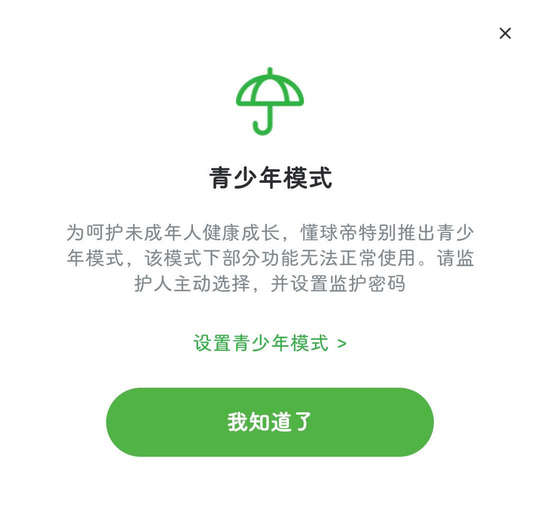 青少年模式
为呵护未成年人健康成长，懂球帝特别推出青少
年模式，该模式下部分功能无法正常使用。请监
护人主动选择，并设置监护密码
设置青少年模式 >
我知道了